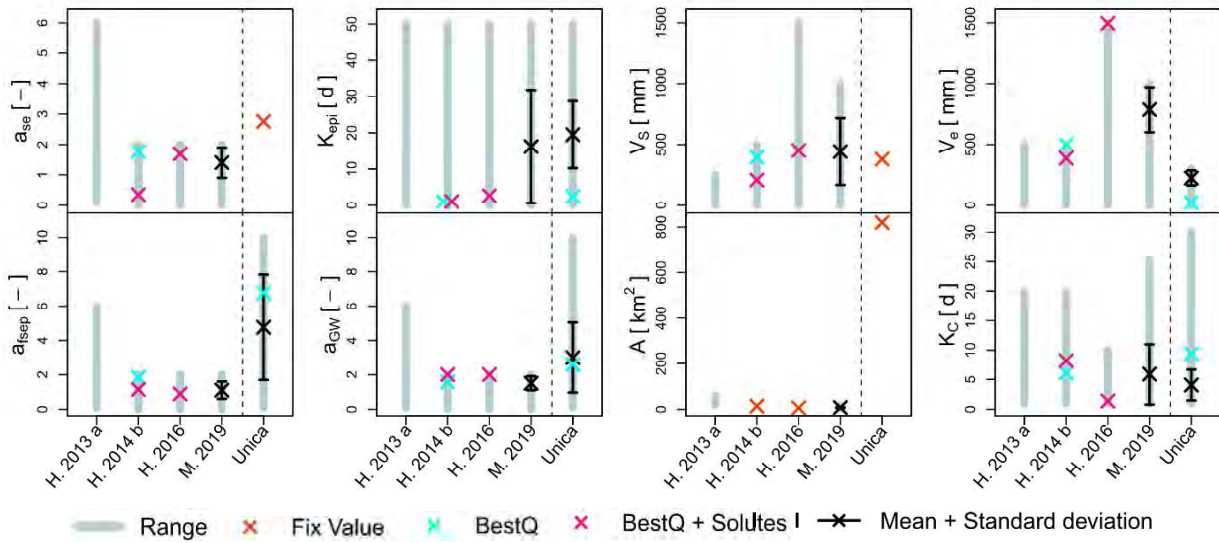 a_se [ – ]
0 1 2 3 4 5 6
K_epi [ d ]
0 10 20 30 40 50
V_S [ mm ]
0 500 1000 1500
V_e [ mm ]
0 500 1000 1500
a_fsep [ – ]
0 2 4 6 8 10
a_GW [ – ]
0 2 4 6 8 10
A [ km² ]
0 200 400 600 800
K_C [ d ]
0 5 10 15 20 25 30
H. 2013 a
H. 2014 b
H. 2016
M. 2019
Unica
H. 2013 a
H. 2014 b
H. 2016
M. 2019
Unica
H. 2013 a
H. 2014 b
H. 2016
M. 2019
Unica
H. 2013 a
H. 2014 b
H. 2016
M. 2019
Unica
Range Fix Value BestQ BestQ + Solutes I Mean + Standard deviation